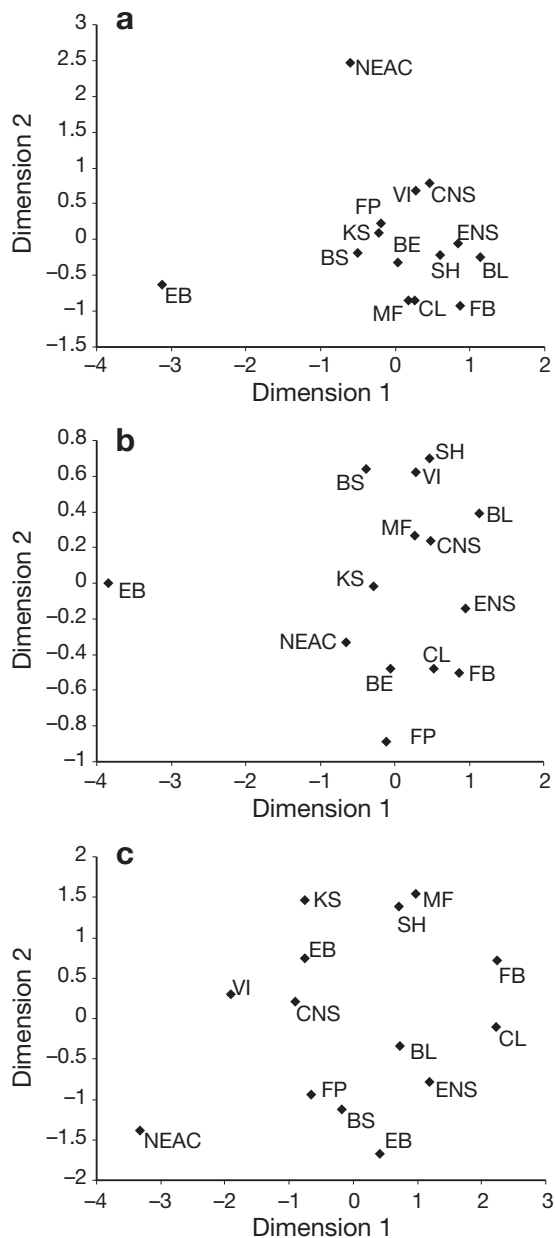 a
3
2.5
NEAC
2
1.5
1
VI CNS
0.5
FP
KS BE ENS
0
BS SH BL
−0.5
EB
−1
MF CL FB
−1.5
−4 −3 −2 −1 0 1 2
Dimension 1
Dimension 2
b
0.8
SH
BS VI
0.6
BL
0.4
MF CNS
0.2
KS
0
EB
ENS
−0.2
NEAC CL
−0.4
BE FB
−0.6
−0.8
FP
−1
−4 −3 −2 −1 0 1 2
Dimension 1
Dimension 2
c
2
KS MF
1.5
SH
1
EB
FB
0.5
VI
CNS
0
CL
BL
−0.5
FP ENS
−1
BS
NEAC EB
−1.5
−2
−4 −3 −2 −1 0 1 2 3
Dimension 1
Dimension 2